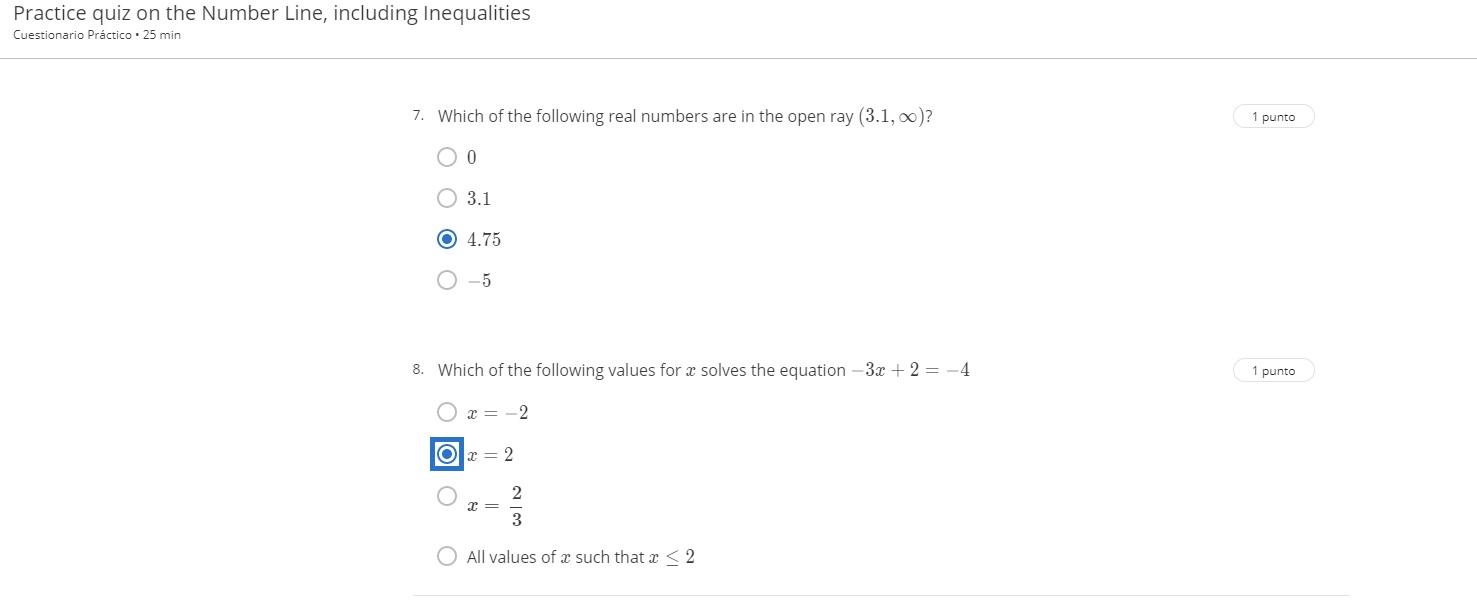 Practice quiz on the Number Line, including Inequalities
Cuestionario Práctico • 25 min
7. Which of the following real numbers are in the open ray (3.1, ∞)?
1 punto
0
3.1
4.75
−5
8. Which of the following values for x solves the equation −3x + 2 = −4
1 punto
x = −2
x = 2
x = 2/3
All values of x such that x ≤ 2